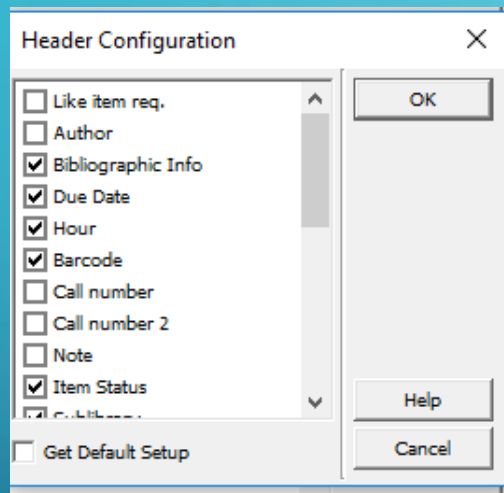 Header Configuration
Like item req.
Author
Bibliographic Info
Due Date
Hour
Barcode
Call number
Call number 2
Note
Item Status
Get Default Setup
OK
Help
Cancel